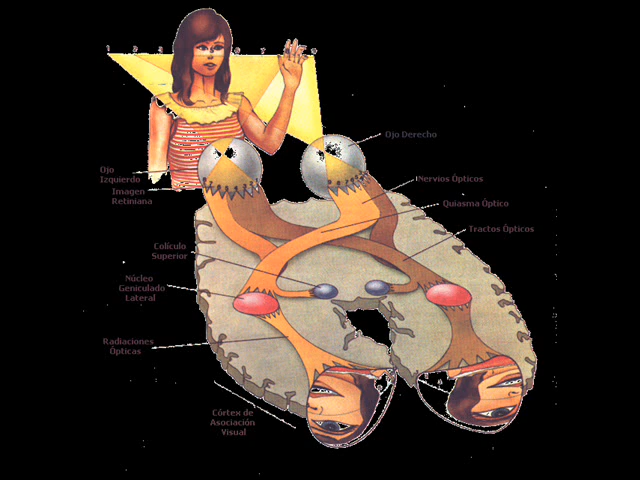 Ojo Derecho
Ojo
Izquierdo
Imagen
Retiniana
Nervios Ópticos
Quiasma Óptico
Tractos Ópticos
Colículo
Superior
Núcleo
Geniculado
Lateral
Radiaciones
Ópticas
Córtex de
Asociación
Visual